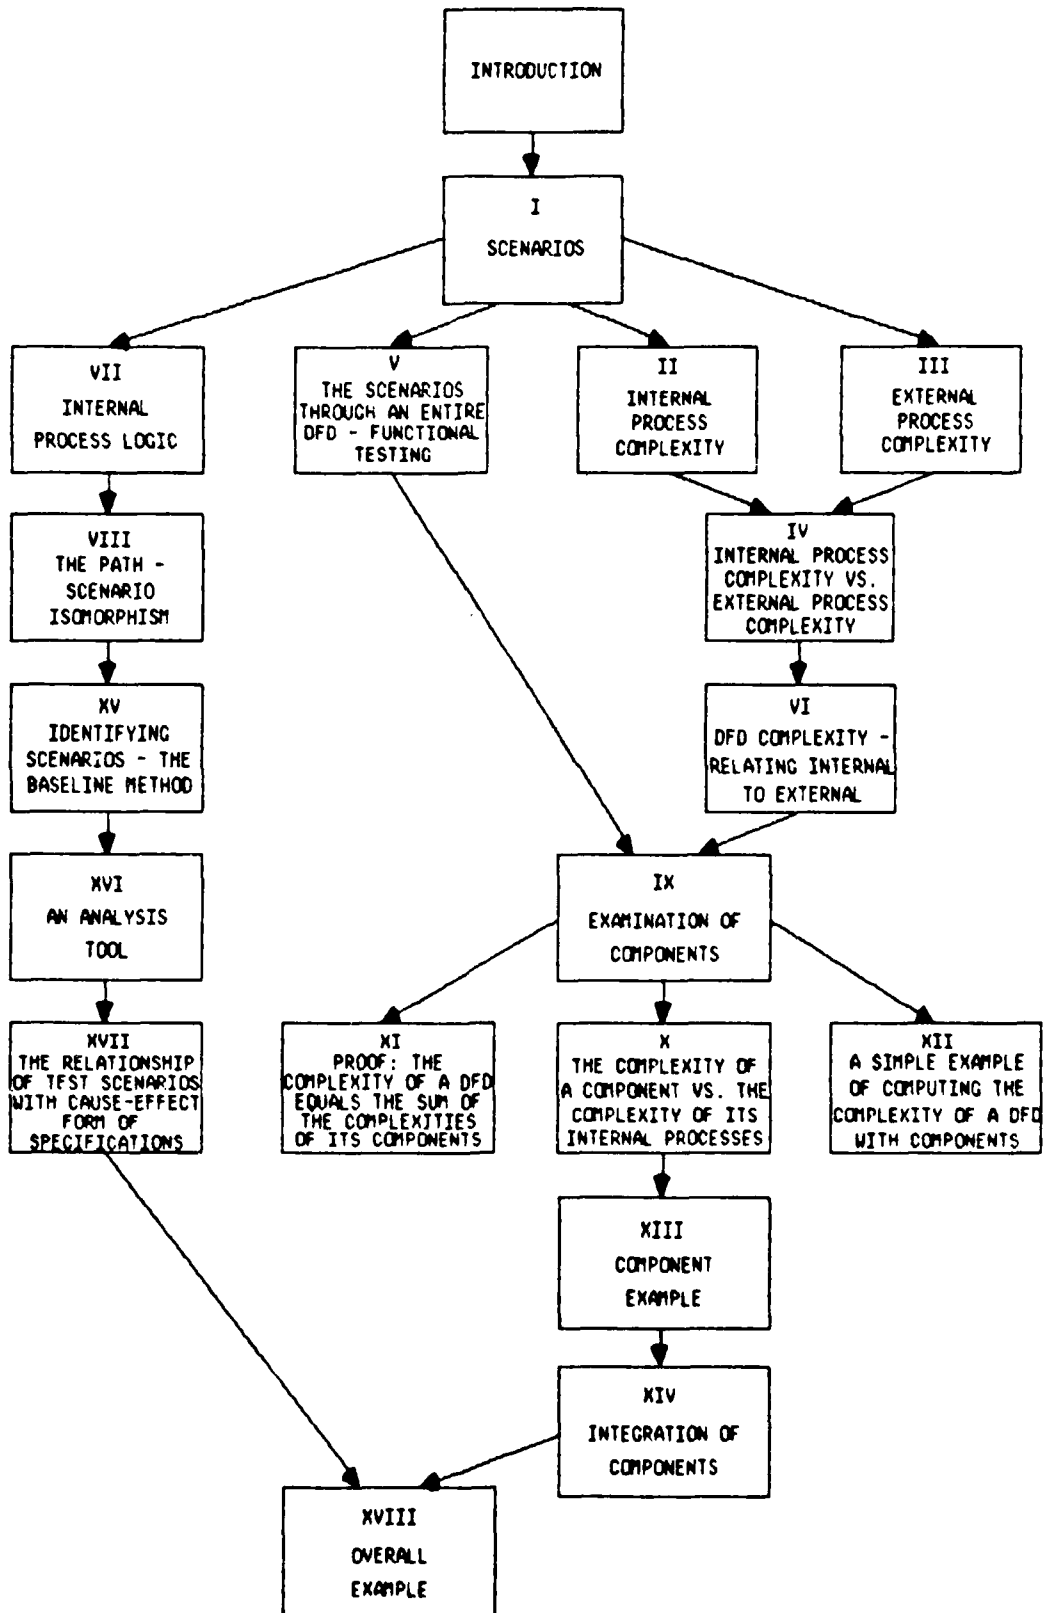 INTRODUCTION
I
SCENARIOS
VII
INTERNAL
PROCESS LOGIC
V
THE SCENARIOS
THROUGH AN ENTIRE
DFD - FUNCTIONAL
TESTING
II
INTERNAL
PROCESS
COMPLEXITY
III
EXTERNAL
PROCESS
COMPLEXITY
VIII
THE PATH -
SCENARIO
ISOMORPHISM
IV
INTERNAL PROCESS
COMPLEXITY VS.
EXTERNAL PROCESS
COMPLEXITY
XV
IDENTIFYING
SCENARIOS - THE
BASELINE METHOD
VI
DFD COMPLEXITY -
RELATING INTERNAL
TO EXTERNAL
XVI
AN ANALYSIS
TOOL
IX
EXAMINATION OF
COMPONENTS
XVII
THE RELATIONSHIP
OF TEST SCENARIOS
WITH CAUSE-EFFECT
FORM OF
SPECIFICATIONS
XI
PROOF: THE
COMPLEXITY OF A DFD
EQUALS THE SUM OF
THE COMPLEXITIES
OF ITS COMPONENTS
X
THE COMPLEXITY OF
A COMPONENT VS. THE
COMPLEXITY OF ITS
INTERNAL PROCESSES
XII
A SIMPLE EXAMPLE
OF COMPUTING THE
COMPLEXITY OF A DFD
WITH COMPONENTS
XIII
COMPONENT
EXAMPLE
XIV
INTEGRATION OF
COMPONENTS
XVIII
OVERALL
EXAMPLE